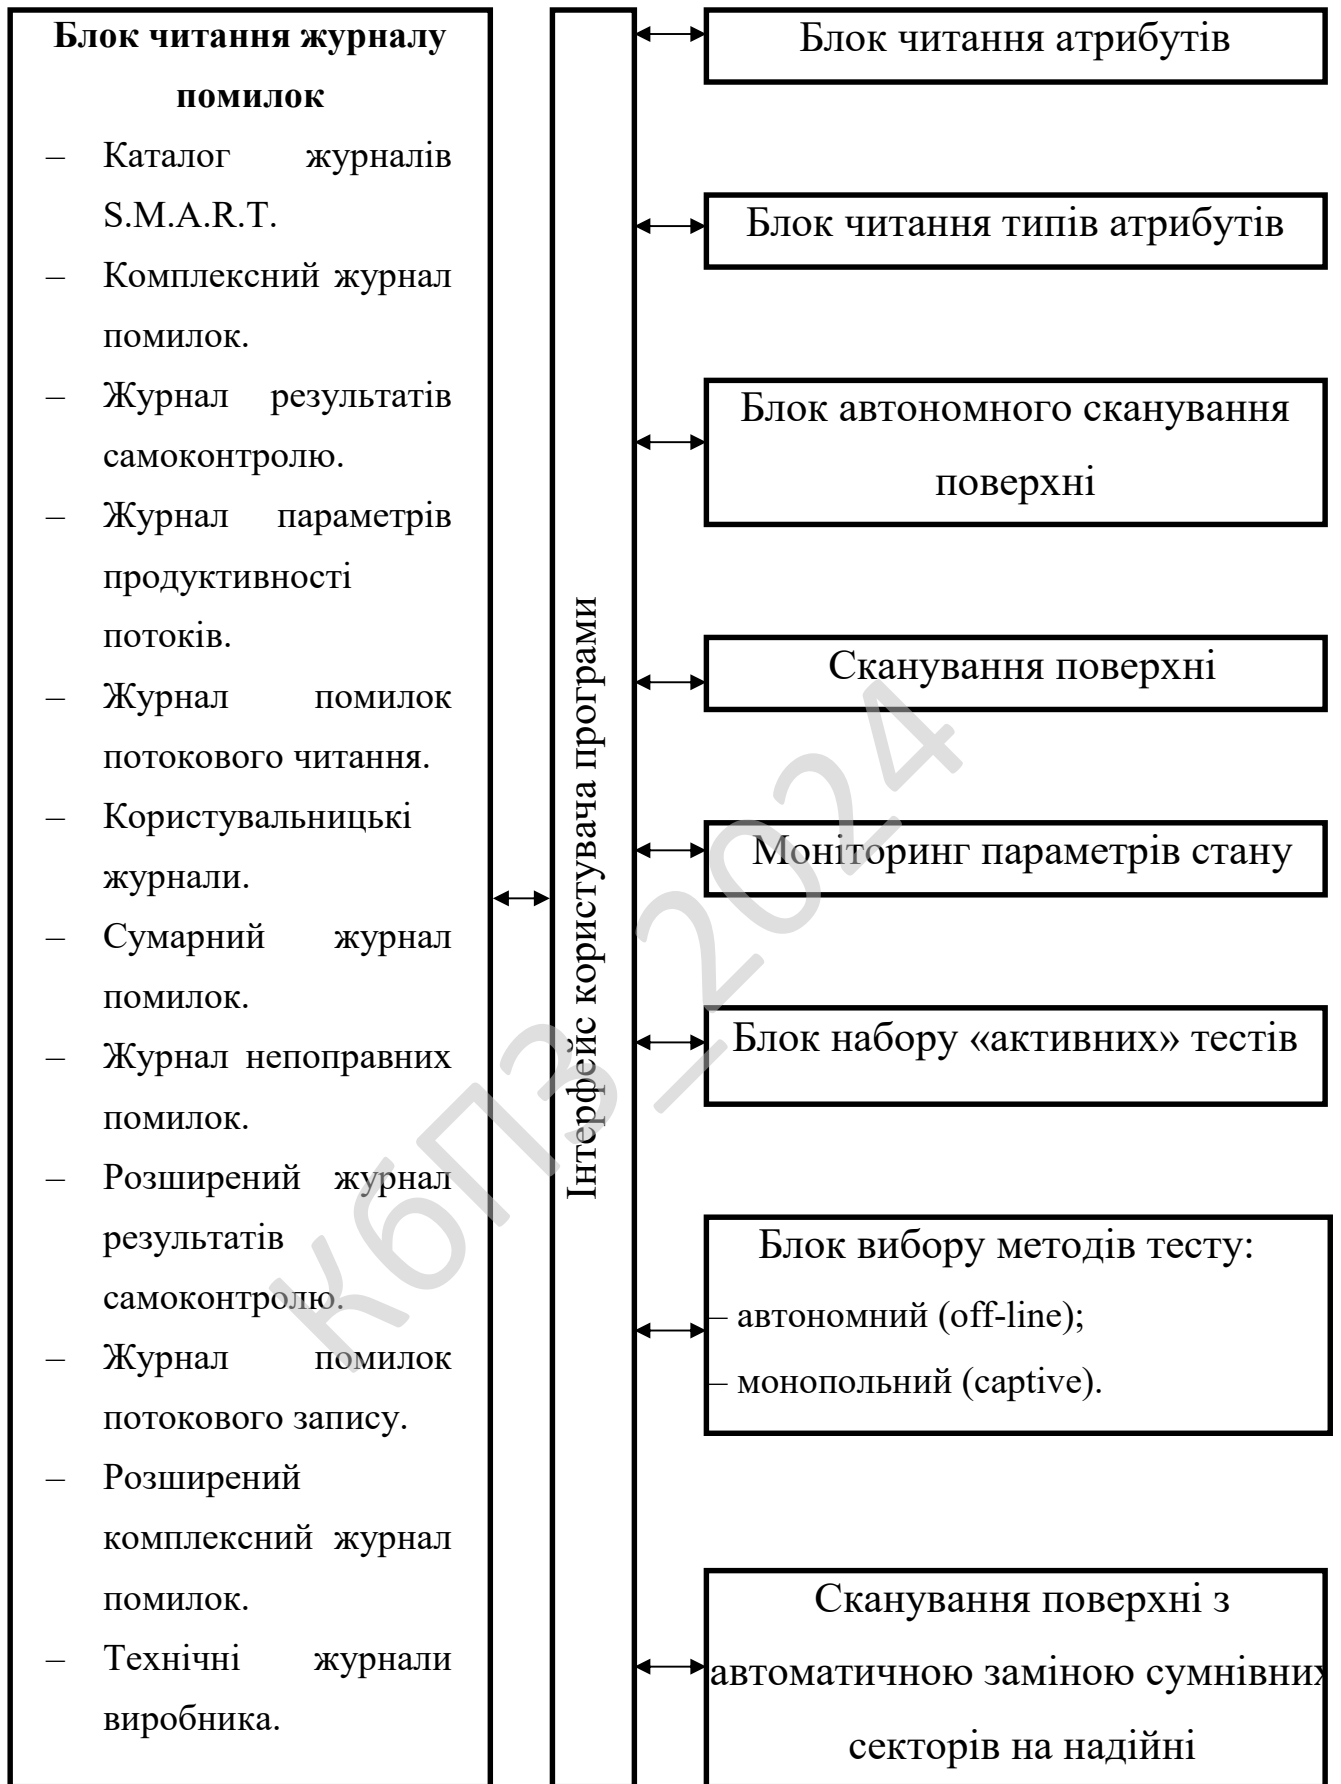 Блок читання журналу
помилок
– Каталог журналів
S.M.A.R.T.
– Комплексний журнал
помилок.
– Журнал результатів
самоконтролю.
– Журнал параметрів
продуктивності
потоків.
– Журнал помилок
потокового читання.
– Користувальницькі
журнали.
– Сумарний журнал
помилок.
– Журнал непоправних
помилок.
– Розширений журнал
результатів
самоконтролю.
– Журнал помилок
потокового запису.
– Розширений
комплексний журнал
помилок.
– Технічні журнали
виробника.
Інтерфейс користувача програми
Блок читання атрибутів
Блок читання типів атрибутів
Блок автономного сканування
поверхні
Сканування поверхні
Моніторинг параметрів стану
Блок набору «активних» тестів
Блок вибору методів тесту:
– автономний (off-line);
– монопольний (captive).
Сканування поверхні з
автоматичною заміною сумнівних
секторів на надійні
КбПЗ_2024